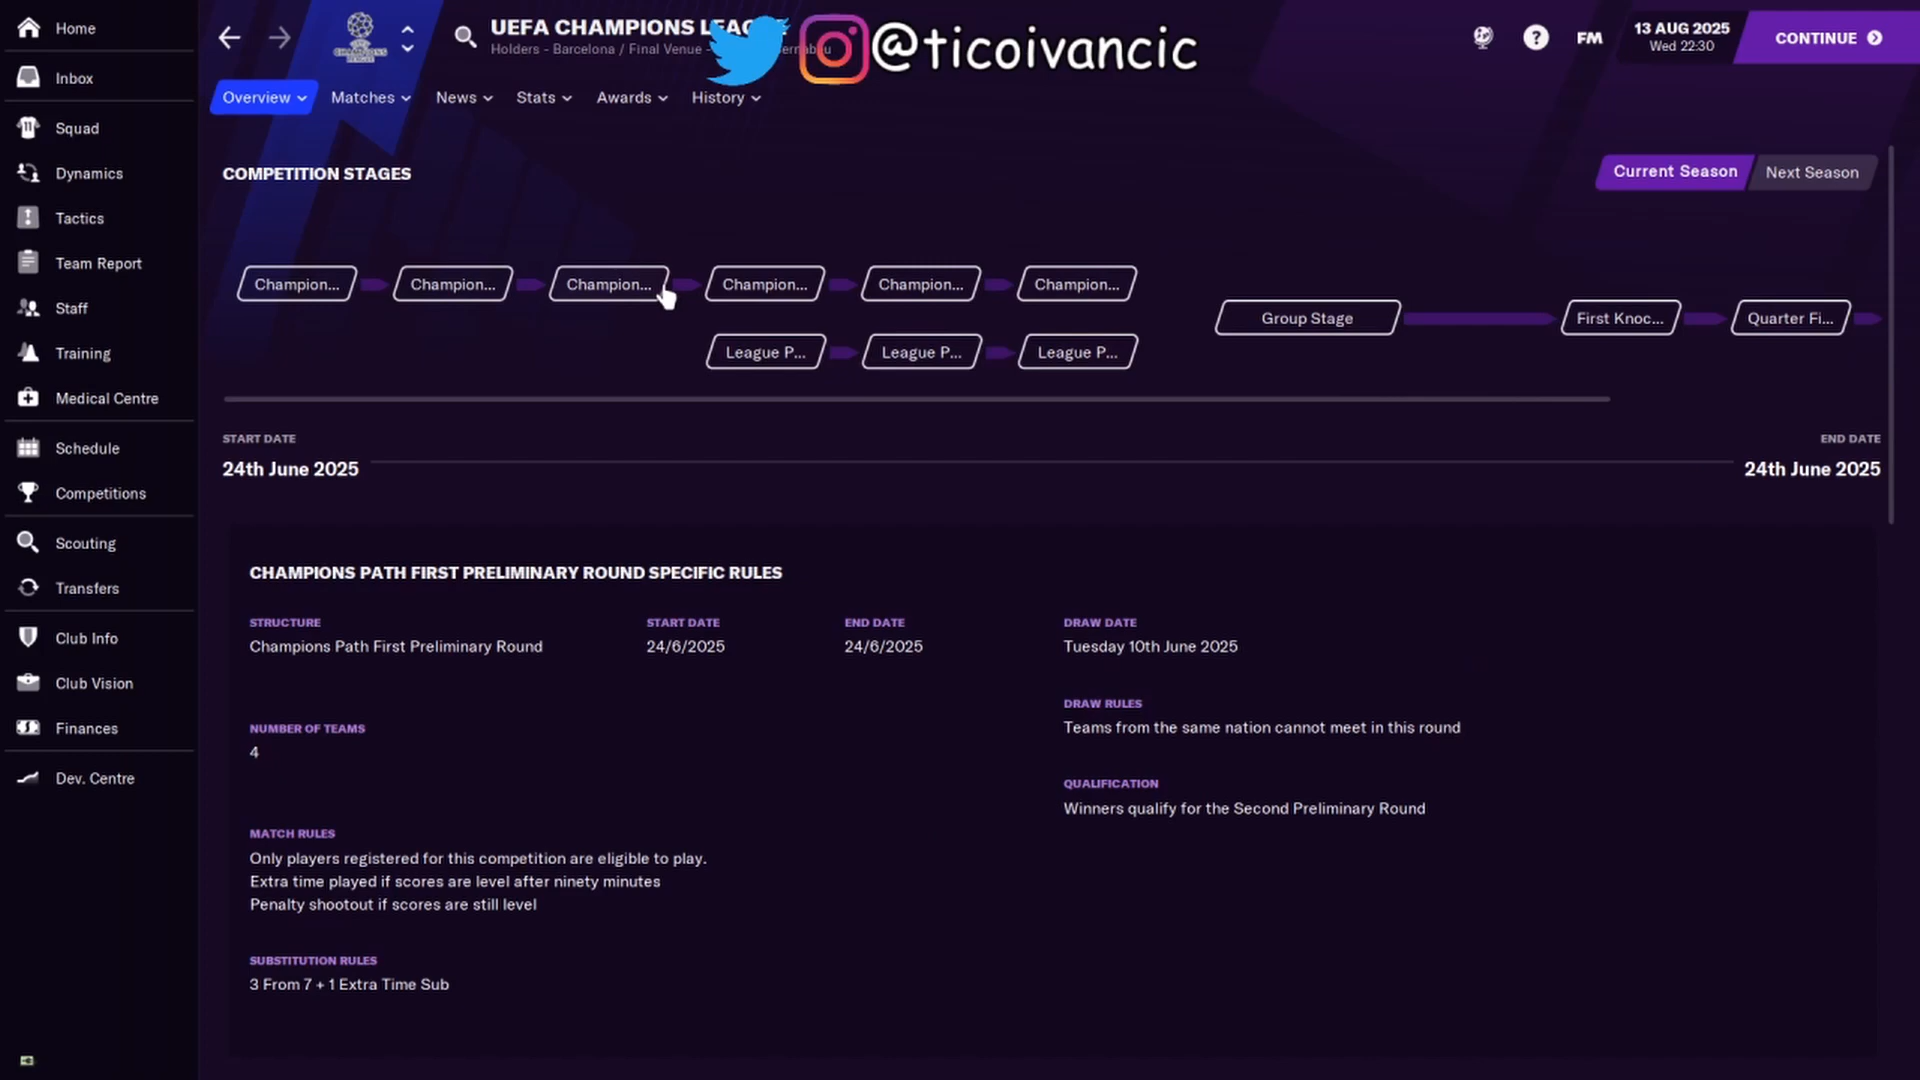 Home
Inbox
Squad
Dynamics
Tactics
Team Report
Staff
Training
Medical Centre
Schedule
Competitions
Scouting
Transfers
Club Info
Club Vision
Finances
Dev. Centre
UEFA CHAMPIONS
Holders - Barcelona / Final Venue -
@ticoivancic
FM
13 AUG 2025
Wed 22:30
CONTINUE
Overview
Matches
News
Stats
Awards
History
COMPETITION STAGES
Current Season
Next Season
Champion...
Champion...
Champion...
Champion...
Champion...
Champion...
Group Stage
First Knoc...
Quarter Fi...
League P...
League P...
League P...
START DATE
24th June 2025
END DATE
24th June 2025
CHAMPIONS PATH FIRST PRELIMINARY ROUND SPECIFIC RULES
STRUCTURE
Champions Path First Preliminary Round
START DATE
24/6/2025
END DATE
24/6/2025
DRAW DATE
Tuesday 10th June 2025
NUMBER OF TEAMS
4
DRAW RULES
Teams from the same nation cannot meet in this round
QUALIFICATION
Winners qualify for the Second Preliminary Round
MATCH RULES
Only players registered for this competition are eligible to play.
Extra time played if scores are level after ninety minutes
Penalty shootout if scores are still level
SUBSTITUTION RULES
3 From 7 + 1 Extra Time Sub